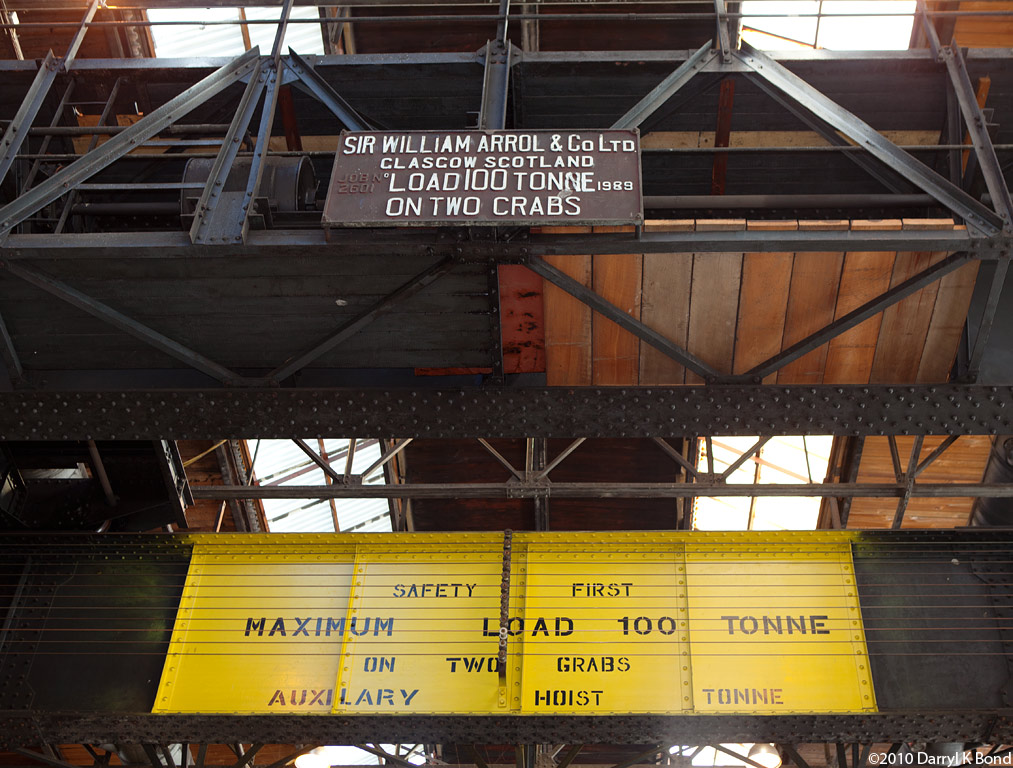 SIR WILLIAM ARROL & Co LTD
GLASCOW SCOTLAND
JOB No 2601 LOAD 100 TONNE 1989
ON TWO CRABS
SAFETY FIRST
MAXIMUM LOAD 100 TONNE
ON TWO GRABS
AUXILARY HOIST TONNE
©2010 Darryl K Bond